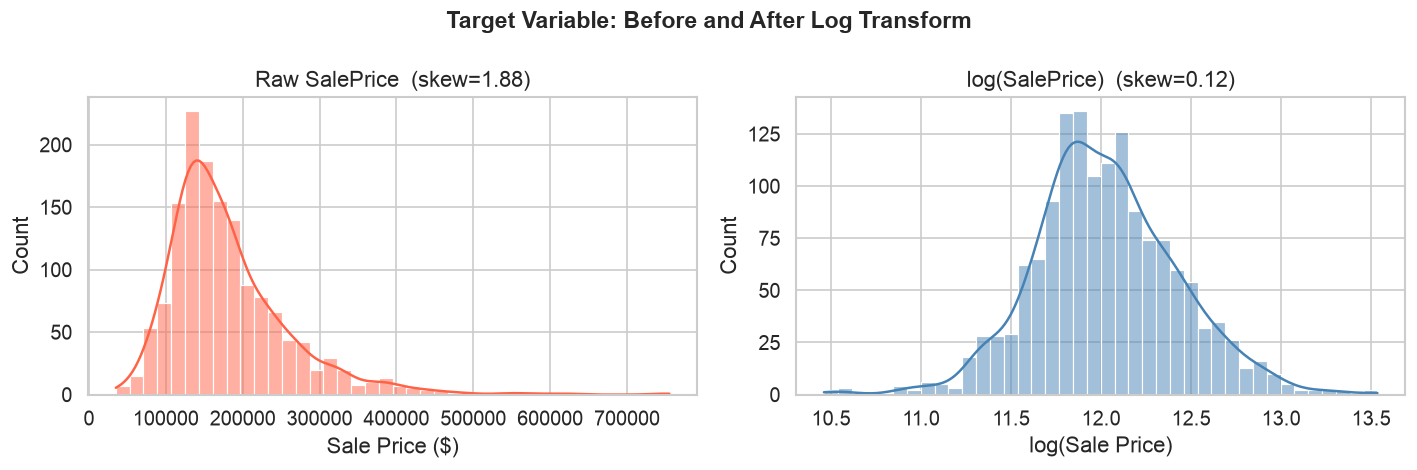 Target Variable: Before and After Log Transform
Raw SalePrice  (skew=1.88)
Count
200
150
100
50
0
0 100000 200000 300000 400000 500000 600000 700000
Sale Price ($)
log(SalePrice)  (skew=0.12)
Count
125
100
75
50
25
0
10.5 11.0 11.5 12.0 12.5 13.0 13.5
log(Sale Price)